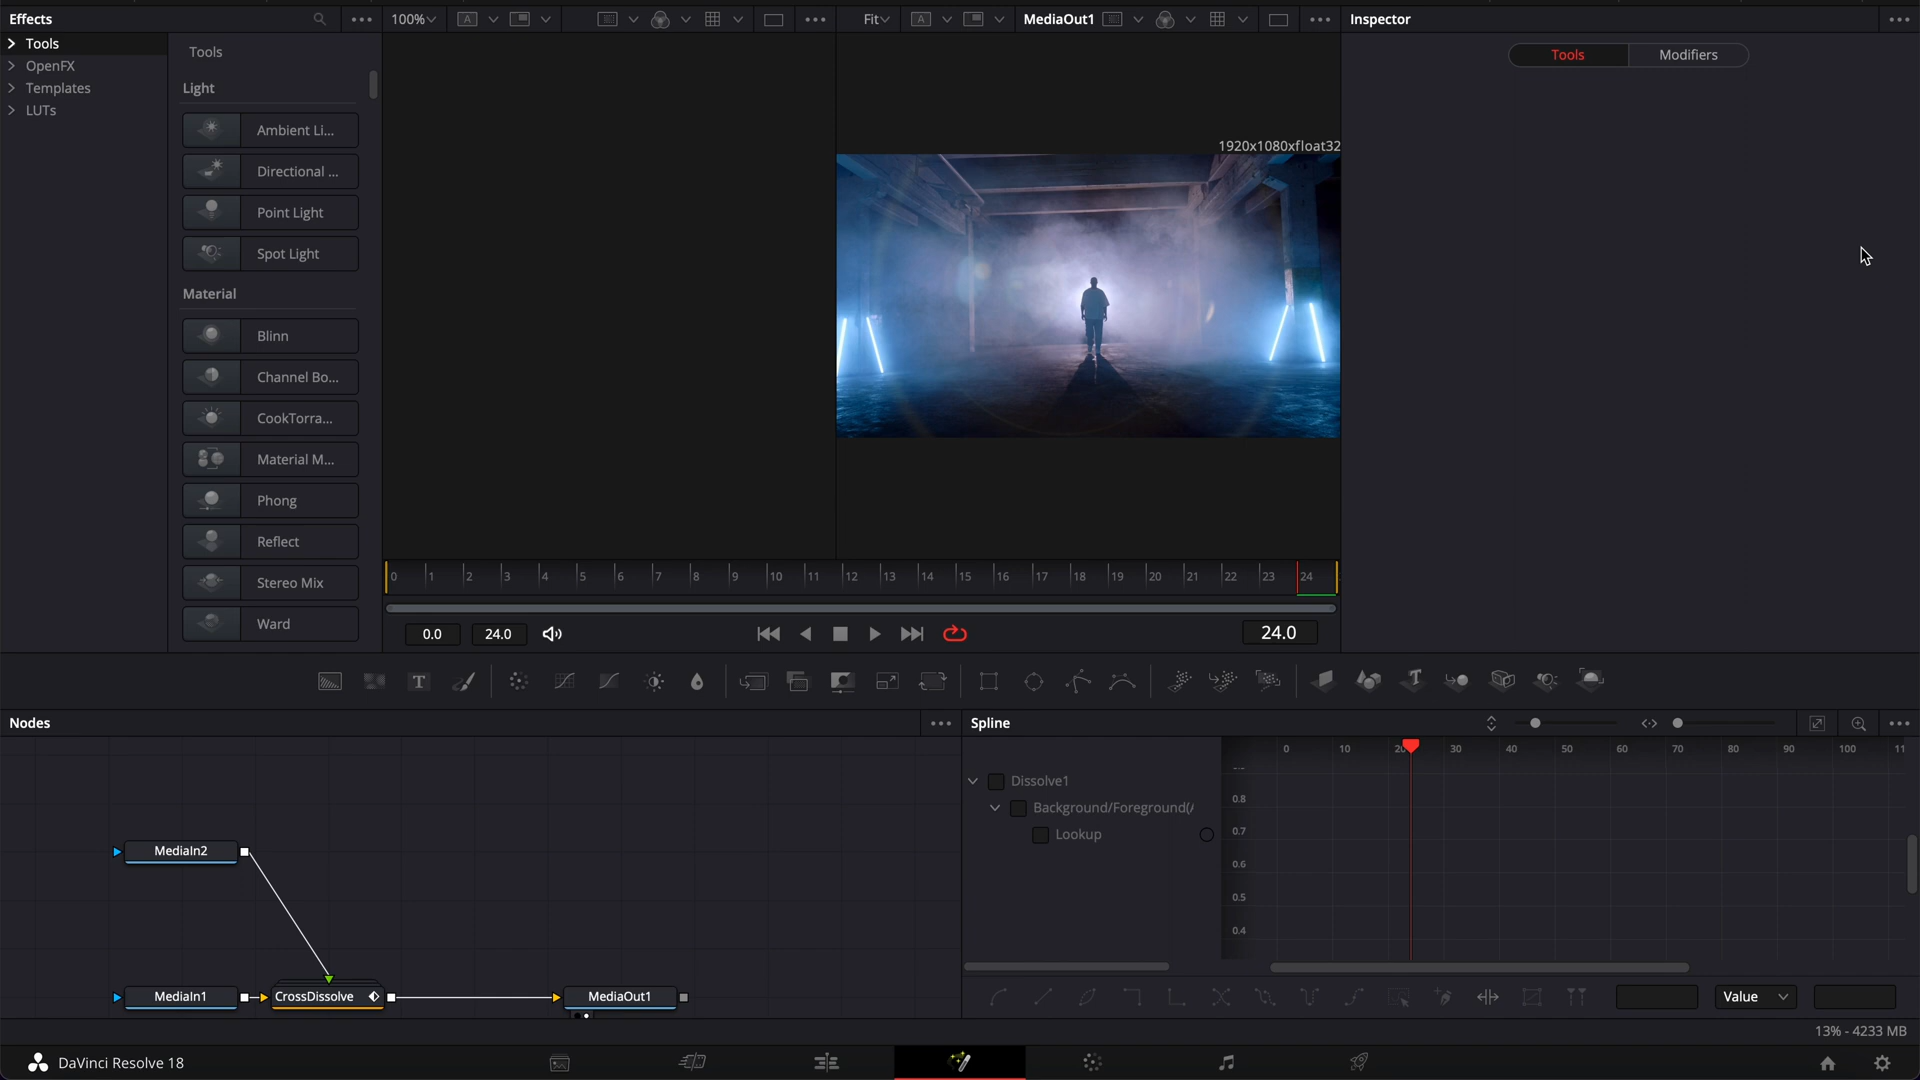 Effects
100%
A
Fit
A
MediaOut1
Inspector
Tools
OpenFX
Templates
LUTs
Tools
Light
Ambient Li...
Directional ...
Point Light
Spot Light
Material
Blinn
Channel Bo...
CookTorra...
Material M...
Phong
Reflect
Stereo Mix
Ward
1920x1080xfloat32
Tools
Modifiers
0 1 2 3 4 5 6 7 8 9 10 11 12 13 14 15 16 17 18 19 20 21 22 23 24
0.0
24.0
24.0
T
T
Nodes
Spline
MediaIn2
MediaIn1
CrossDissolve
MediaOut1
Dissolve1
Background/Foreground(
Lookup
0 10 20 30 40 50 60 70 80 90 100 11
0.8
0.7
0.6
0.5
0.4
Value
13% - 4233 MB
DaVinci Resolve 18